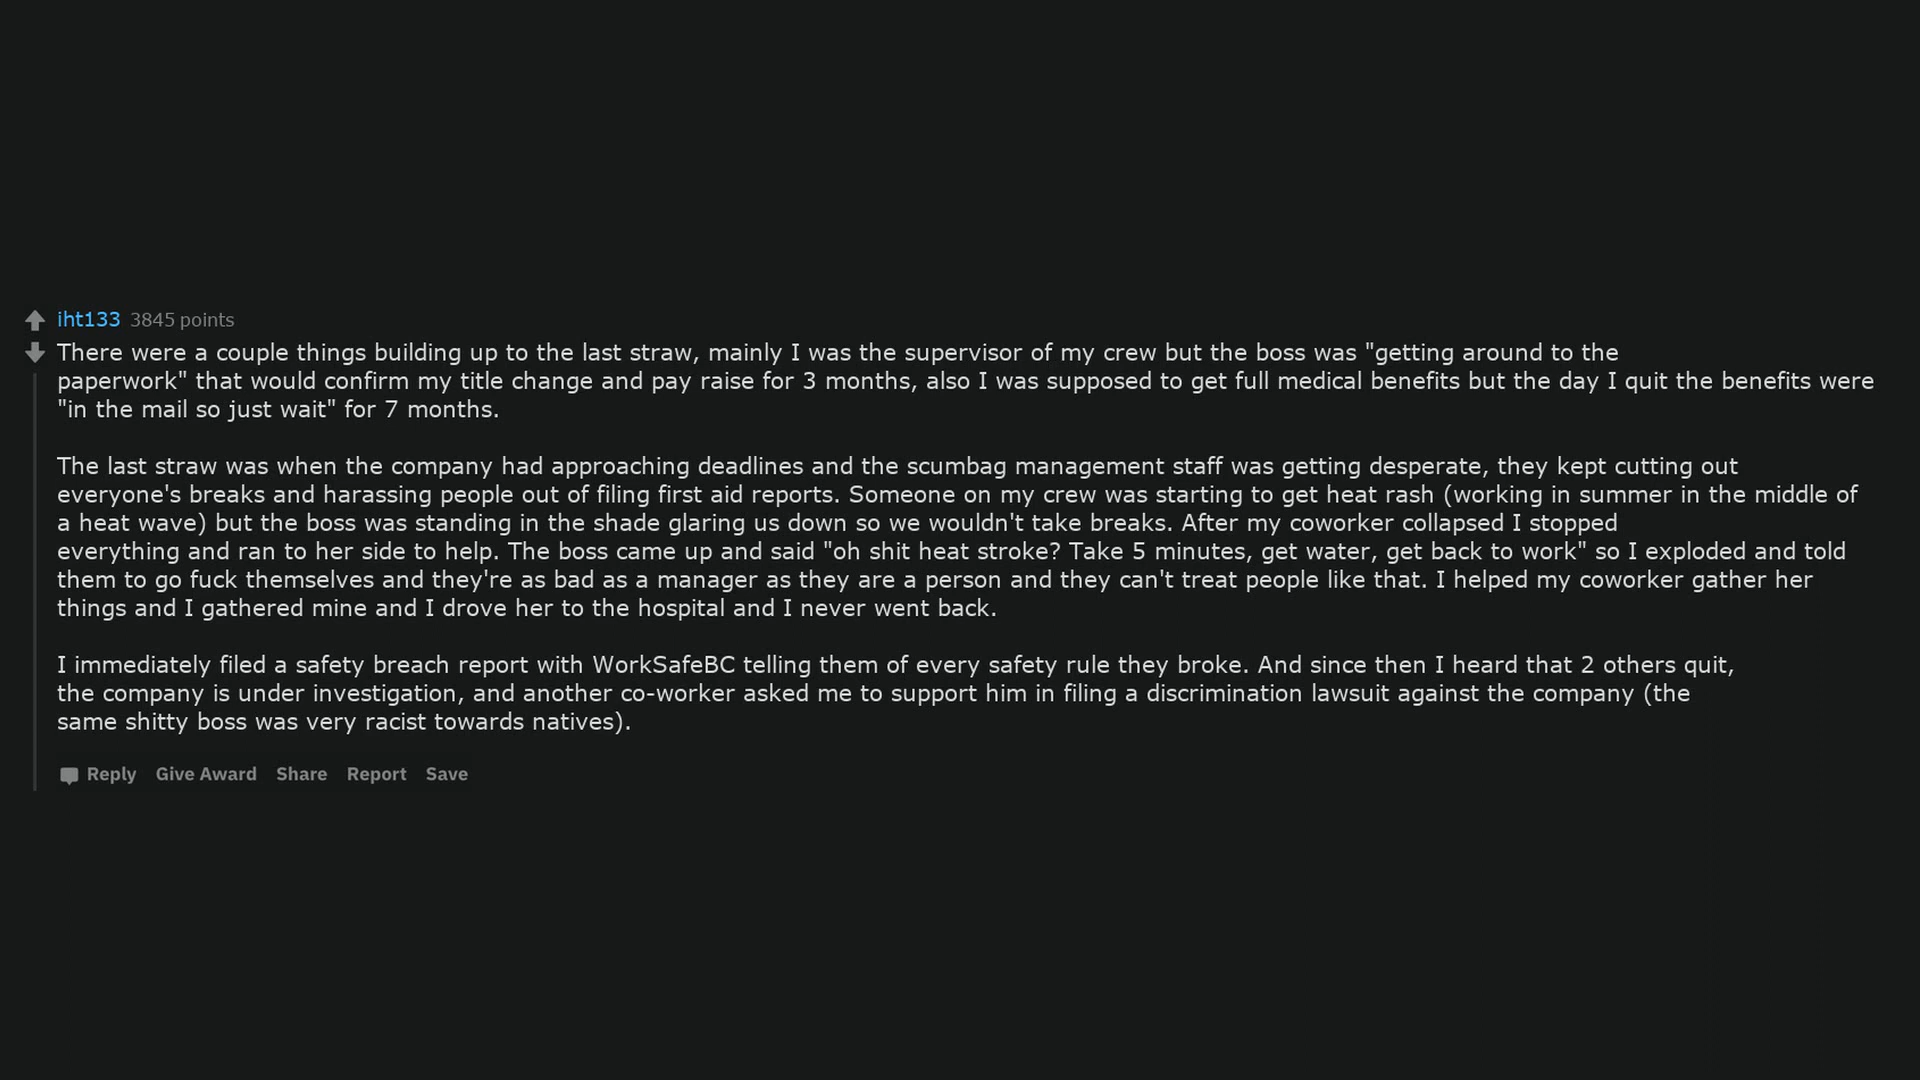 iht133 3845 points
There were a couple things building up to the last straw, mainly I was the supervisor of my crew but the boss was "getting around to the
paperwork" that would confirm my title change and pay raise for 3 months, also I was supposed to get full medical benefits but the day I quit the benefits were
"in the mail so just wait" for 7 months.
The last straw was when the company had approaching deadlines and the scumbag management staff was getting desperate, they kept cutting out
everyone's breaks and harassing people out of filing first aid reports. Someone on my crew was starting to get heat rash (working in summer in the middle of
a heat wave) but the boss was standing in the shade glaring us down so we wouldn't take breaks. After my coworker collapsed I stopped
everything and ran to her side to help. The boss came up and said "oh shit heat stroke? Take 5 minutes, get water, get back to work" so I exploded and told
them to go fuck themselves and they're as bad as a manager as they are a person and they can't treat people like that. I helped my coworker gather her
things and I gathered mine and I drove her to the hospital and I never went back.
I immediately filed a safety breach report with WorkSafeBC telling them of every safety rule they broke. And since then I heard that 2 others quit,
the company is under investigation, and another co-worker asked me to support him in filing a discrimination lawsuit against the company (the
same shitty boss was very racist towards natives).
Reply Give Award Share Report Save